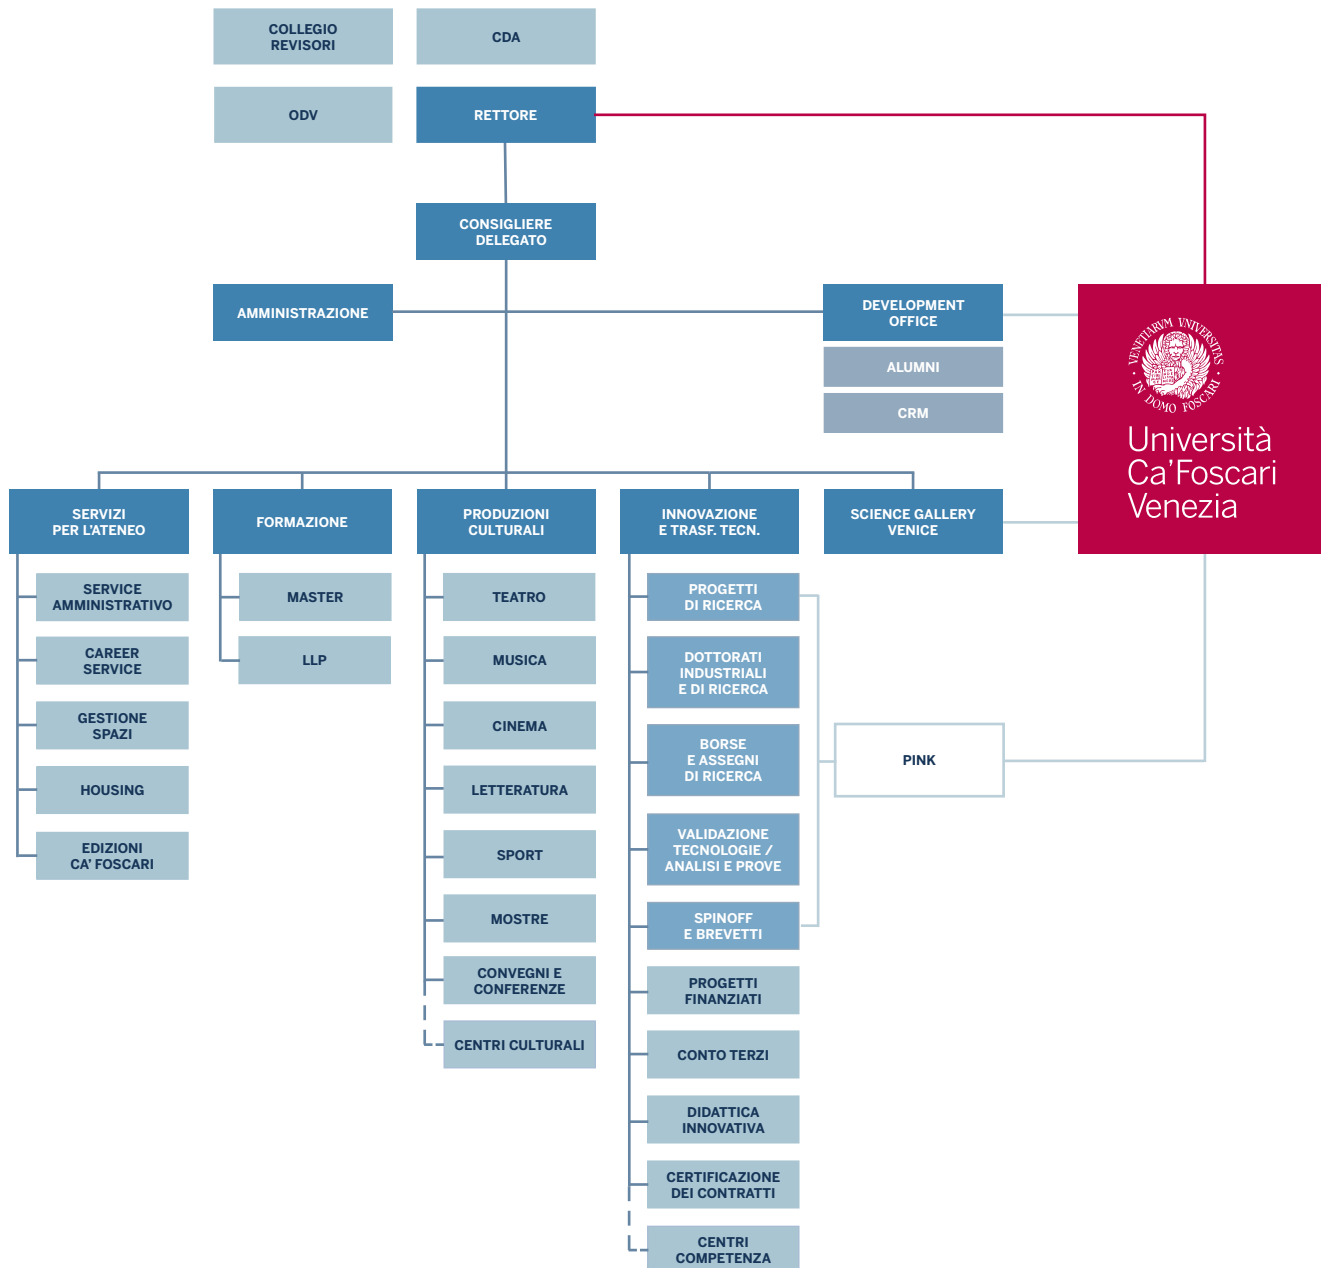 COLLEGIO
REVISORI
CDA
ODV
RETTORE
CONSIGLIERE
DELEGATO
AMMINISTRAZIONE
DEVELOPMENT
OFFICE
ALUMNI
CRM
VENETIARVM VNIVERSITAS
IN DOMO FOSCARI
Università
Ca'Foscari
Venezia
SERVIZI
PER L'ATENEO
SERVICE
AMMINISTRATIVO
CAREER
SERVICE
GESTIONE
SPAZI
HOUSING
EDIZIONI
CA' FOSCARI
FORMAZIONE
MASTER
LLP
PRODUZIONI
CULTURALI
TEATRO
MUSICA
CINEMA
LETTERATURA
SPORT
MOSTRE
CONVEGNI E
CONFERENZE
CENTRI CULTURALI
INNOVAZIONE
E TRASF. TECN.
PROGETTI
DI RICERCA
DOTTORATI
INDUSTRIALI
E DI RICERCA
BORSE
E ASSEGNI
DI RICERCA
VALIDAZIONE
TECNOLOGIE /
ANALISI E PROVE
SPINOFF
E BREVETTI
PROGETTI
FINANZIATI
CONTO TERZI
DIDATTICA
INNOVATIVA
CERTIFICAZIONE
DEI CONTRATTI
CENTRI
COMPETENZA
SCIENCE GALLERY
VENICE
PINK